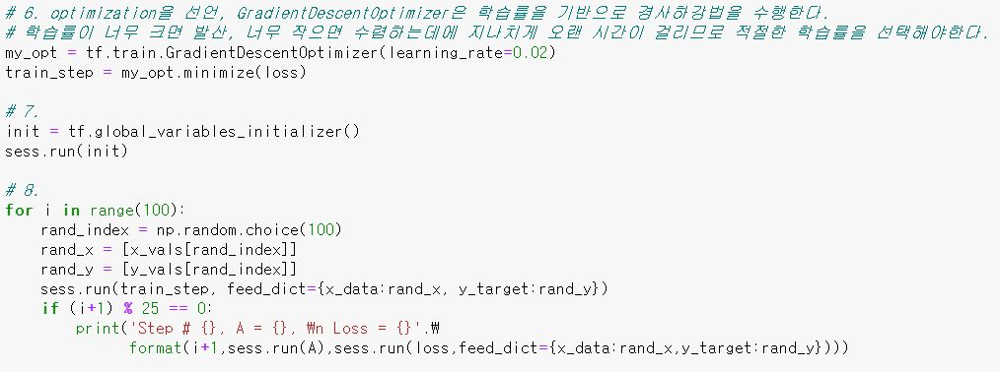 # 6. optimization을 선언, GradientDescentOptimizer은 학습률을 기반으로 경사하강법을 수행한다.
# 학습률이 너무 크면 발산, 너무 작으면 수렴하는데에 지나치게 오랜 시간이 걸리므로 적절한 학습률을 선택해야한다.
my_opt = tf.train.GradientDescentOptimizer(learning_rate=0.02)
train_step = my_opt.minimize(loss)
# 7.
init = tf.global_variables_initializer()
sess.run(init)
# 8.
for i in range(100):
    rand_index = np.random.choice(100)
    rand_x = [x_vals[rand_index]]
    rand_y = [y_vals[rand_index]]
    sess.run(train_step, feed_dict={x_data:rand_x, y_target:rand_y})
    if (i+1) % 25 == 0:
        print('Step # {}, A = {}, ₩n Loss = {}'.₩
              format(i+1,sess.run(A),sess.run(loss,feed_dict={x_data:rand_x,y_target:rand_y})))